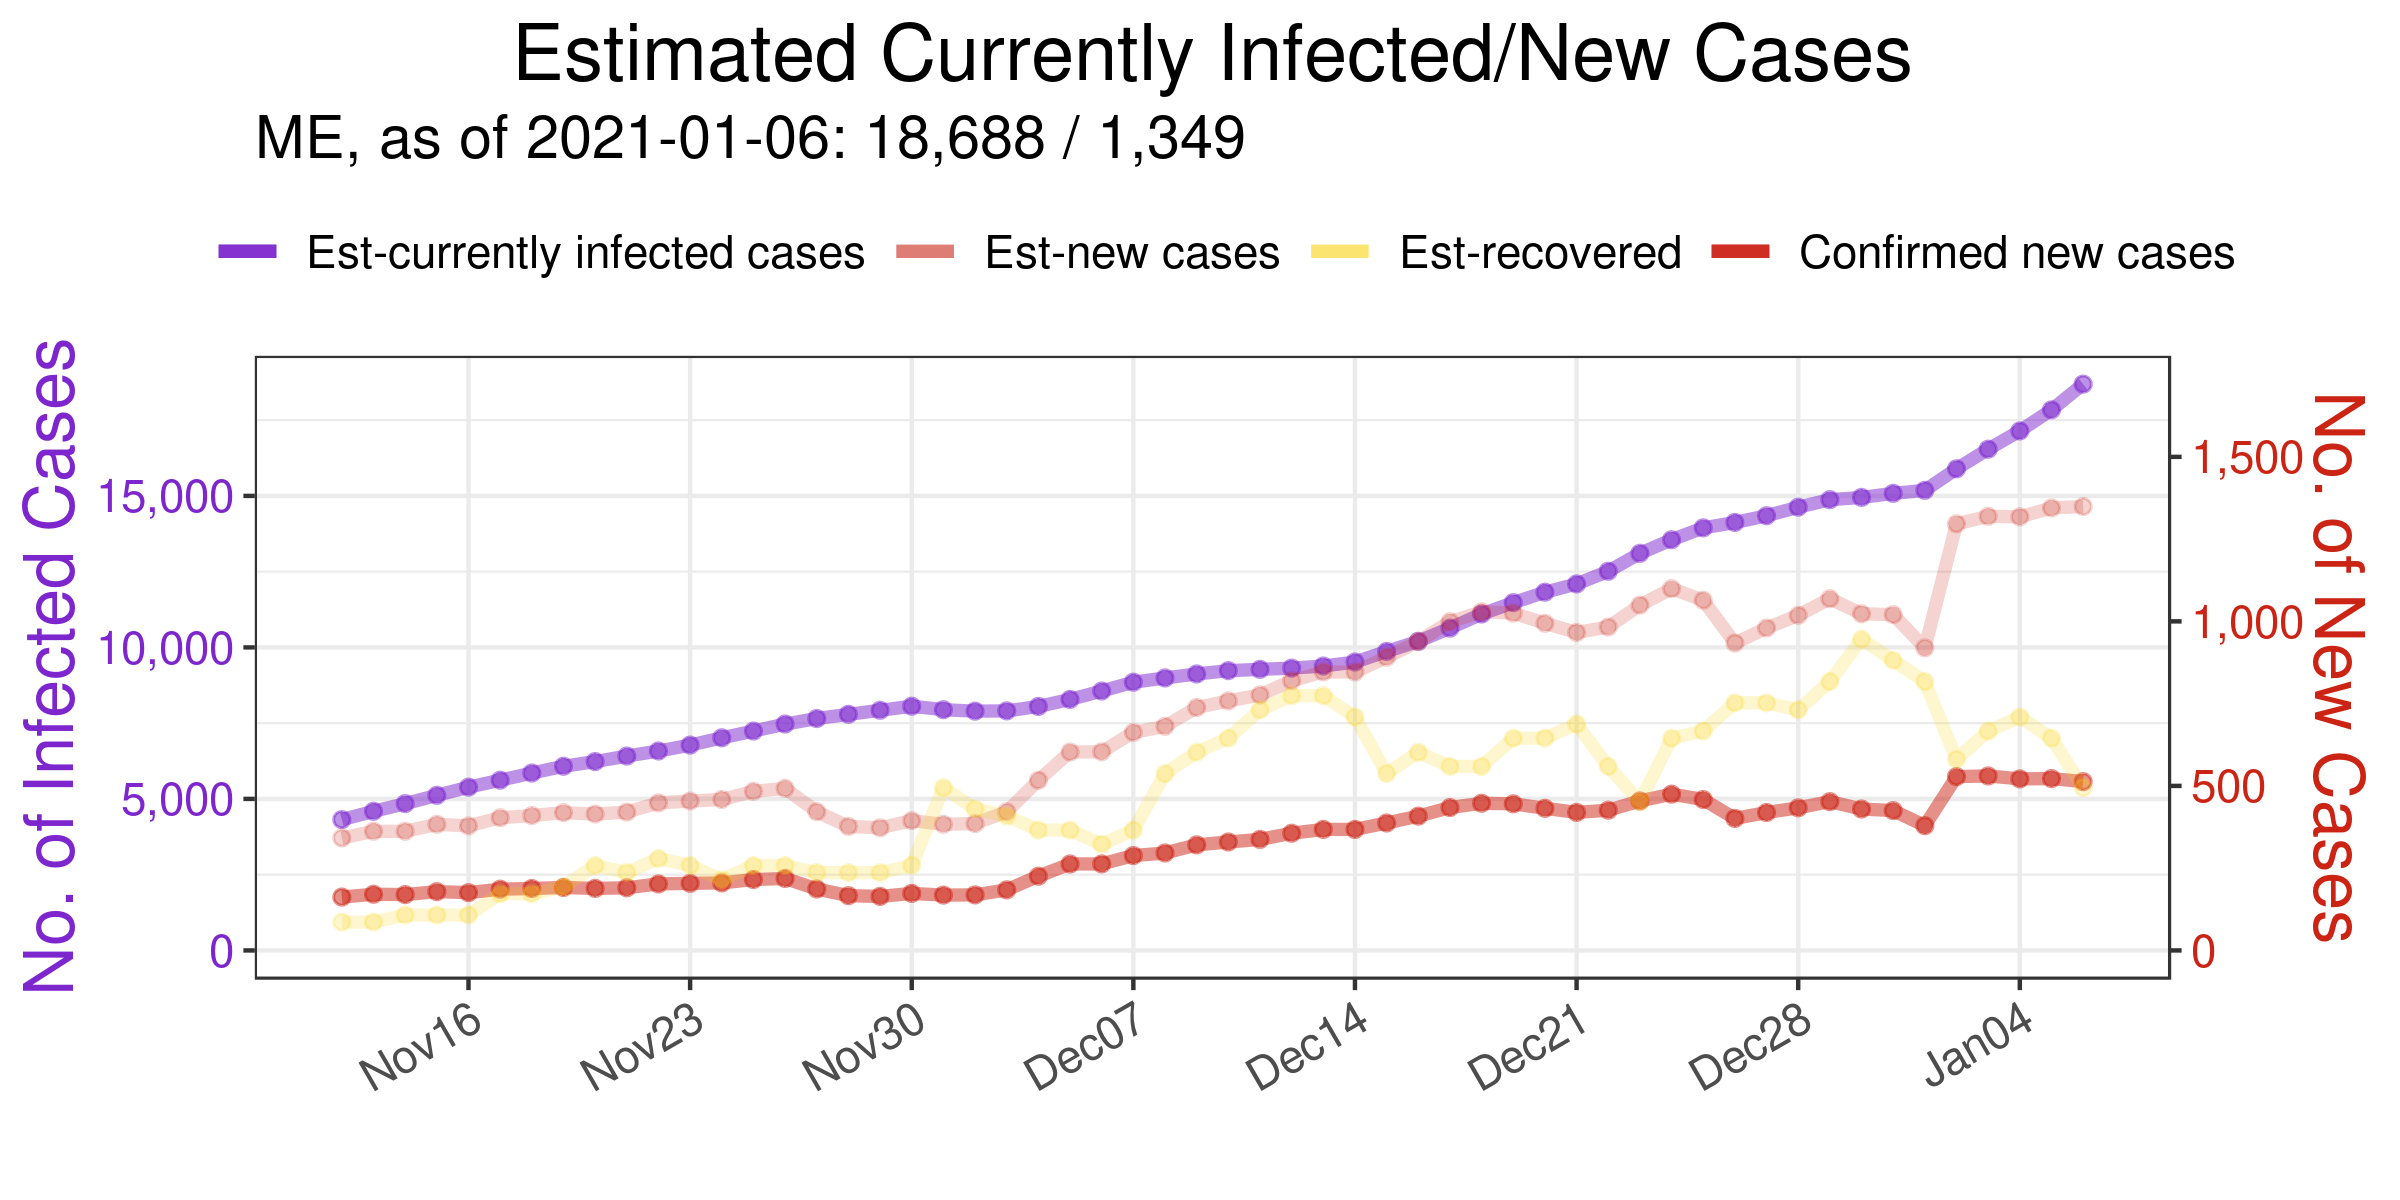 Estimated Currently Infected/New Cases
ME, as of 2021-01-06: 18,688 / 1,349
Est-currently infected cases Est-new cases Est-recovered Confirmed new cases
No. of Infected Cases
15,000
10,000
5,000
0
No. of New Cases
1,500
1,000
500
0
Nov16 Nov23 Nov30 Dec07 Dec14 Dec21 Dec28 Jan04